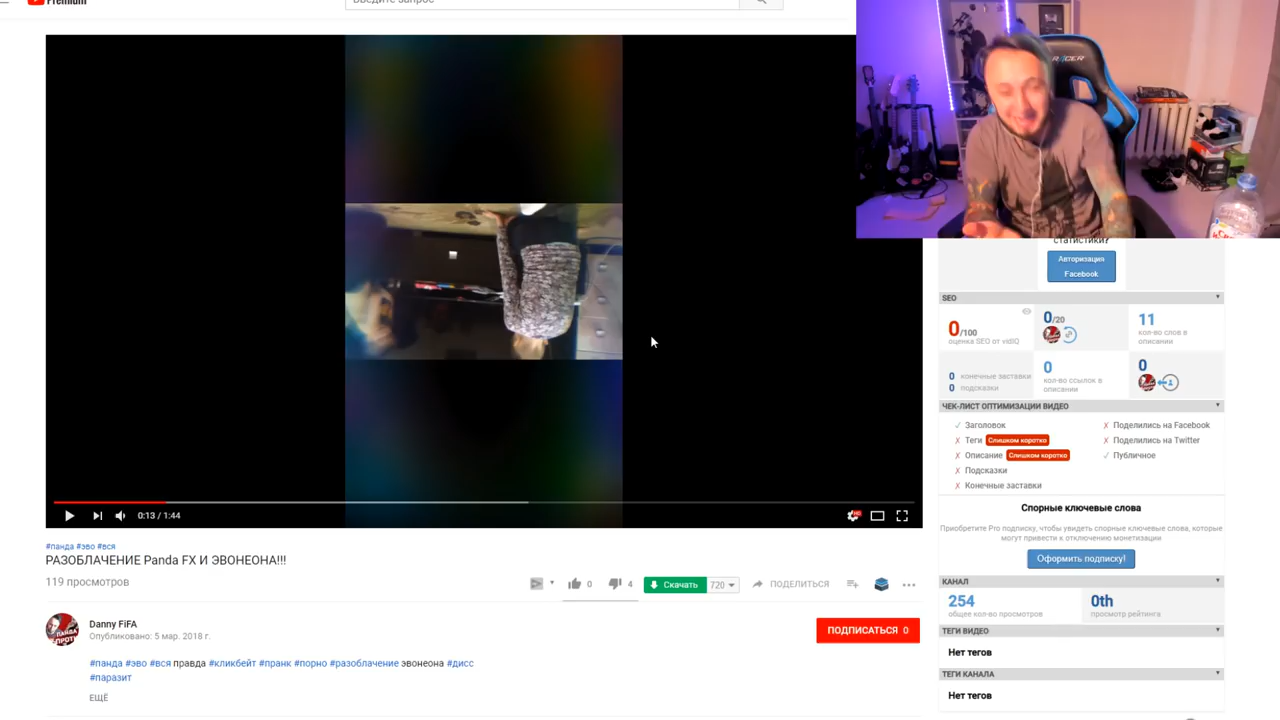 Premium
Введите запрос
RACER
статистики?
Авторизация
Facebook
SEO
0/100
оценка SEO от vidIQ
0/20
11
кол-во слов в
описании
0 конечные заставки
0 подсказки
0
кол-во ссылок в
описании
0
ЧЕК-ЛИСТ ОПТИМИЗАЦИИ ВИДЕО
Заголовок
Теги Слишком коротко
Описание Слишком коротко
Подсказки
Конечные заставки
Поделились на Facebook
Поделились на Twitter
Публичное
Спорные ключевые слова
Приобретите Pro подписку, чтобы увидеть спорные ключевые слова, которые
могут привести к отключению монетизации
Оформить подписку!
КАНАЛ
254
общее кол-во просмотров
0th
просмотр рейтинга
ТЕГИ ВИДЕО
Нет тегов
ТЕГИ КАНАЛА
Нет тегов
0:13 / 1:44
HD
#панда #эво #вся
РАЗОБЛАЧЕНИЕ Panda FX И ЭВОНЕОНА!!!
119 просмотров
0
4
Скачать
720
ПОДЕЛИТЬСЯ
Danny FiFA
Опубликовано: 5 мар. 2018 г.
ПОДПИСАТЬСЯ 0
#панда #эво #вся правда #кликбейт #пранк #порно #разоблачение эвонеона #дисс
#паразит
ЕЩЁ